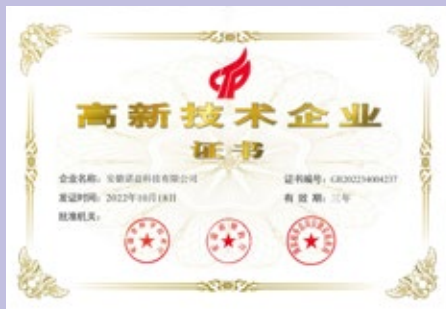 高新技术企业
证书
企业名称: 安徽诺益科技有限公司 证书编号: GR202234004237
发证时间: 2022年10月18日 有 效 期: 三年
批准机关: